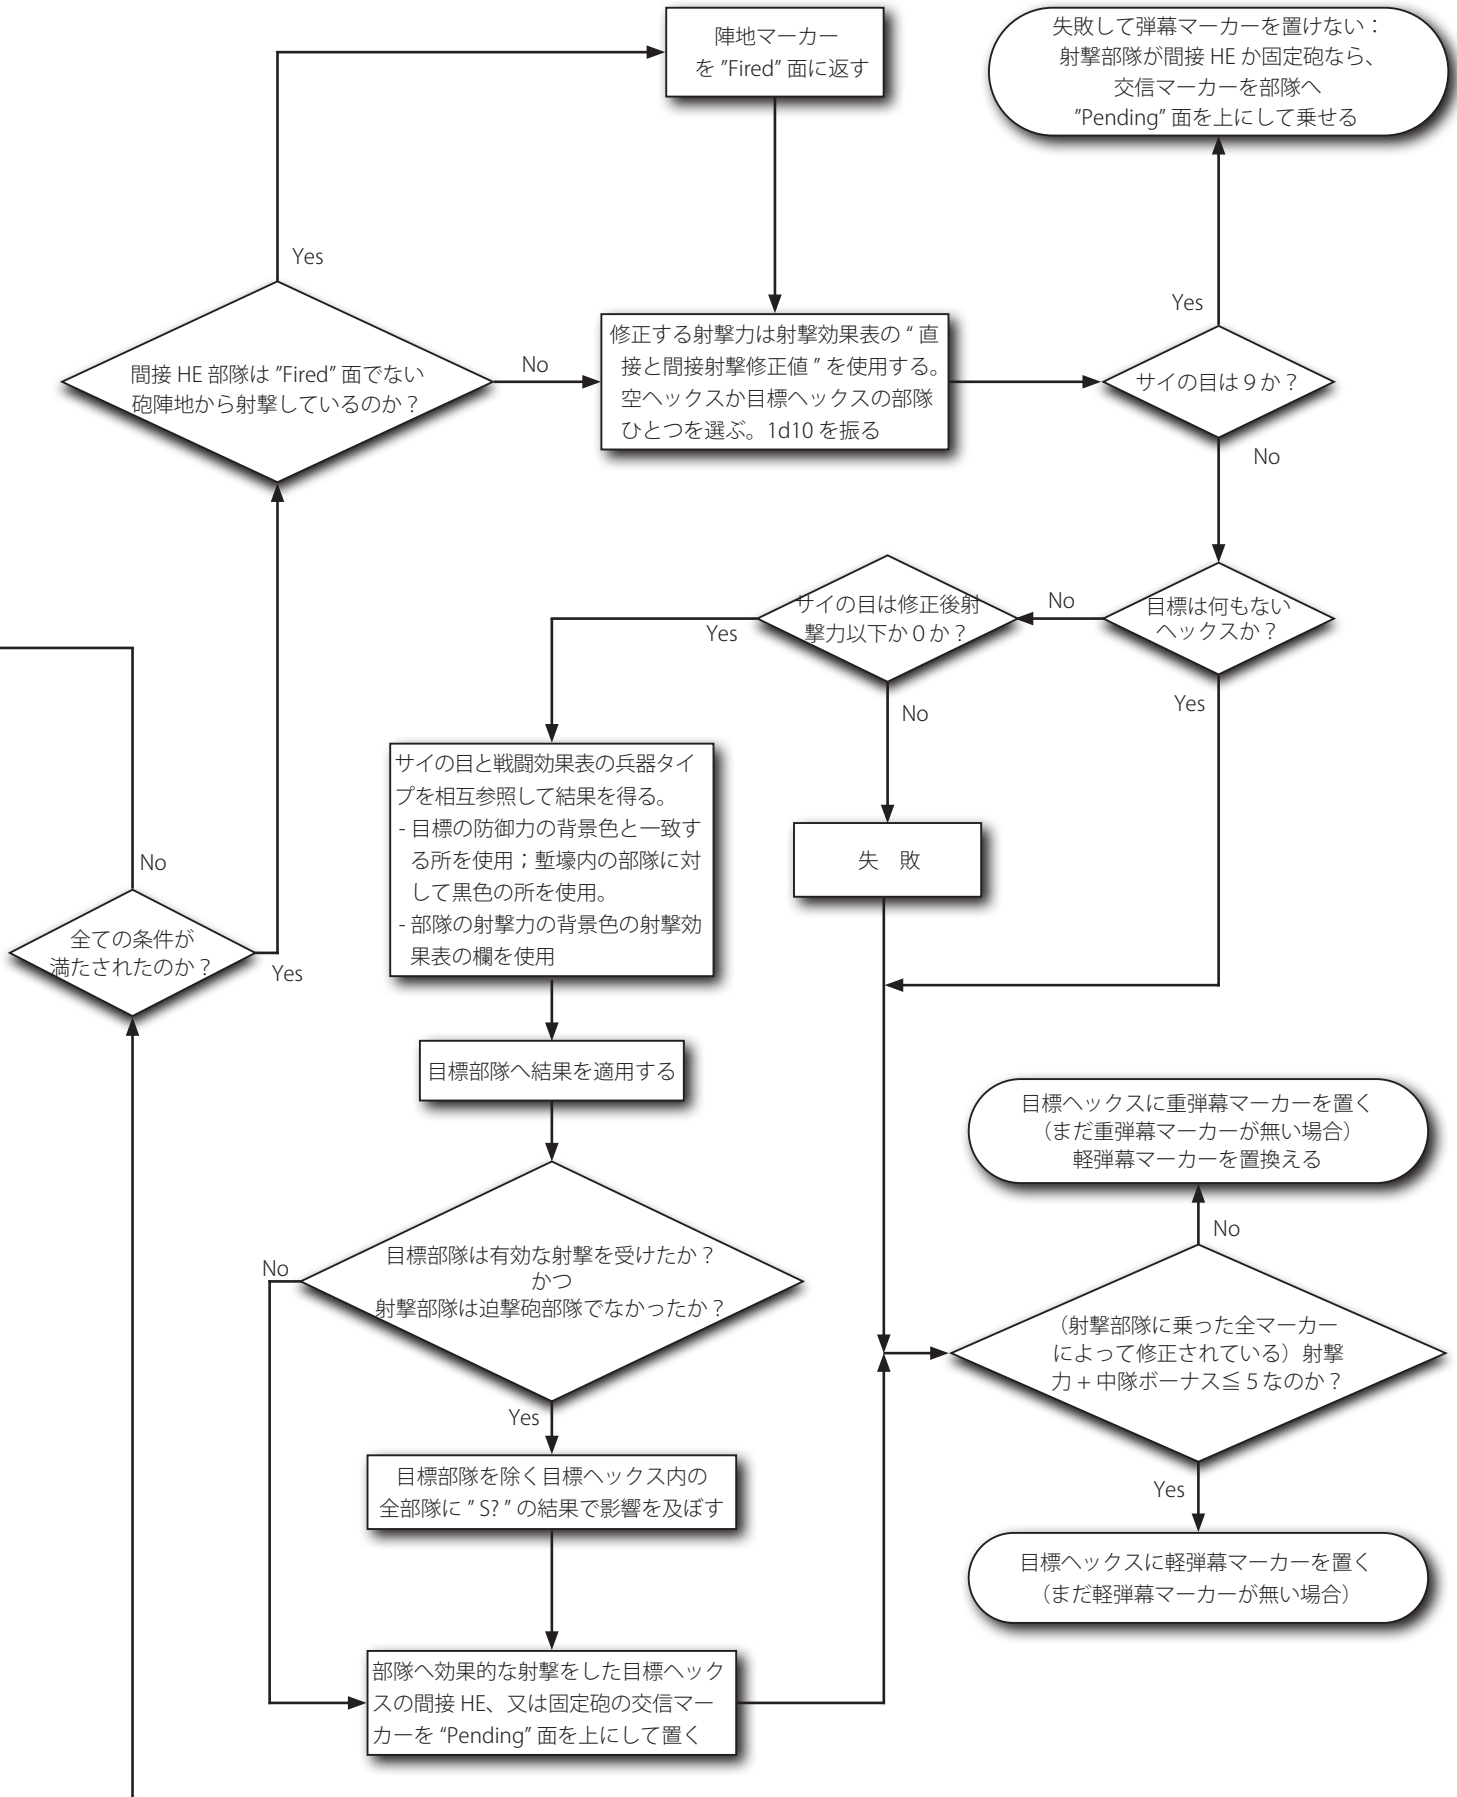 陣地マーカー
を ”Fired” 面に返す
失敗して弾幕マーカーを置けない：
射撃部隊が間接 HE か固定砲なら、
交信マーカーを部隊へ
”Pending” 面を上にして乗せる
Yes
Yes
間接 HE 部隊は ”Fired” 面でない
砲陣地から射撃しているのか？
No
修正する射撃力は射撃効果表の “ 直
接と間接射撃修正値 ” を使用する。
空ヘックスか目標ヘックスの部隊
ひとつを選ぶ。1d10 を振る
サイの目は 9 か？
No
目標は何もない
ヘックスか？
No
Yes
サイの目は修正後射
撃力以下か 0 か？
Yes
No
サイの目と戦闘効果表の兵器タイ
プを相互参照して結果を得る。
- 目標の防御力の背景色と一致す
る所を使用；塹壕内の部隊に対
して黒色の所を使用。
- 部隊の射撃力の背景色の射撃効
果表の欄を使用
失　敗
No
全ての条件が
満たされたのか？
Yes
目標部隊へ結果を適用する
目標ヘックスに重弾幕マーカーを置く
（まだ重弾幕マーカーが無い場合）
軽弾幕マーカーを置換える
No
目標部隊は有効な射撃を受けたか？
かつ
射撃部隊は迫撃砲部隊でなかったか？
No
Yes
（射撃部隊に乗った全マーカー
によって修正されている）射撃
力 + 中隊ボーナス≦ 5 なのか？
Yes
目標部隊を除く目標ヘックス内の
全部隊に ” S? ” の結果で影響を及ぼす
目標ヘックスに軽弾幕マーカーを置く
（まだ軽弾幕マーカーが無い場合）
部隊へ効果的な射撃をした目標ヘック
スの間接 HE、又は固定砲の交信マー
カーを “Pending” 面を上にして置く